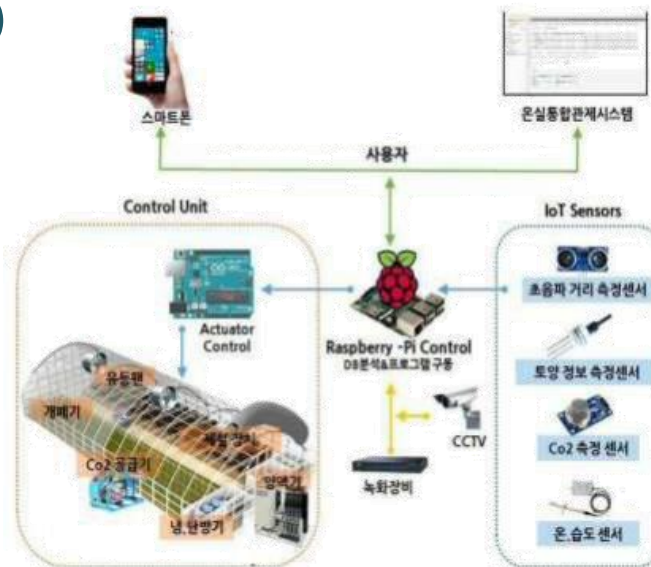 스마트폰
온실통합관제시스템
사용자
Control Unit
IoT Sensors
Actuator
Control
Raspberry -Pi Control
DB분석&프로그램 구동
초음파 거리 측정센서
토양 정보 측정센서
Co2 측정 센서
온.습도 센서
CCTV
녹화장비
유동팬
개폐기
Co2 공급기
양액기
냉,난방기